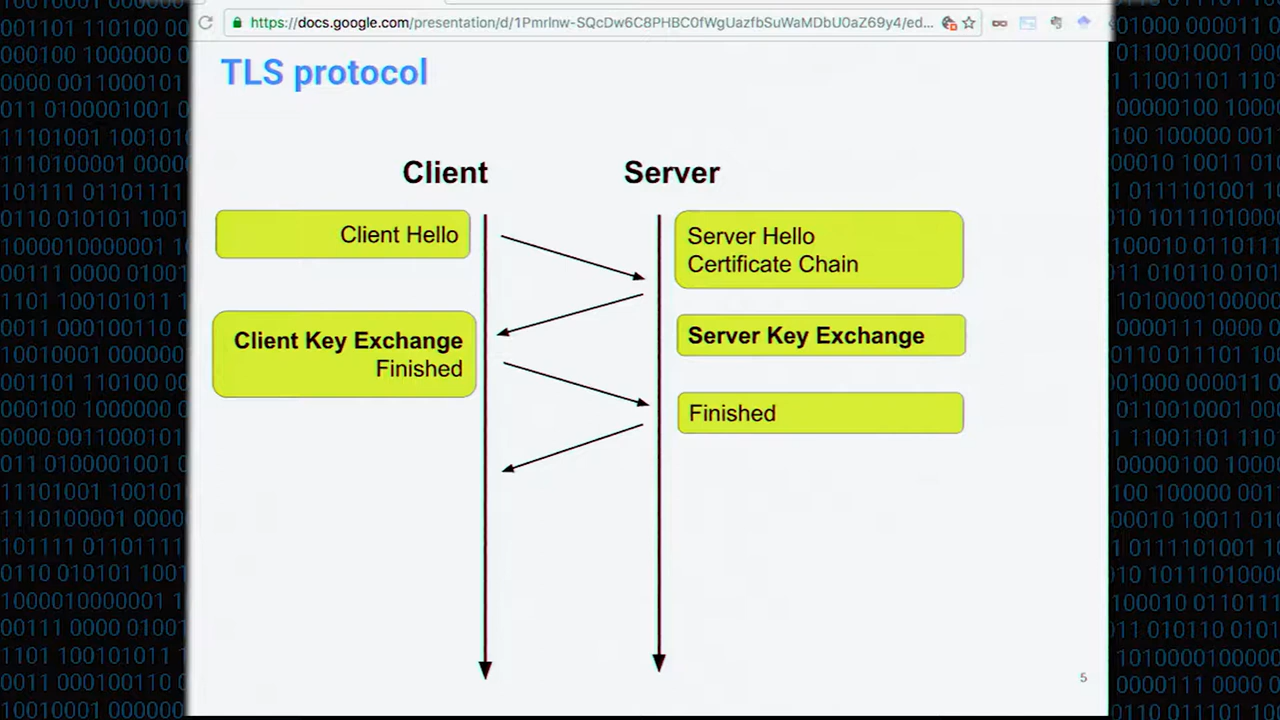 https://docs.google.com/presentation/d/1PmrInw-SQcDw6C8PHBC0fWgUazfbSuWaMDbU0aZ69y4/ed...
TLS protocol
Client
Server
Client Hello
Server Hello
Certificate Chain
Client Key Exchange
Finished
Server Key Exchange
Finished
5